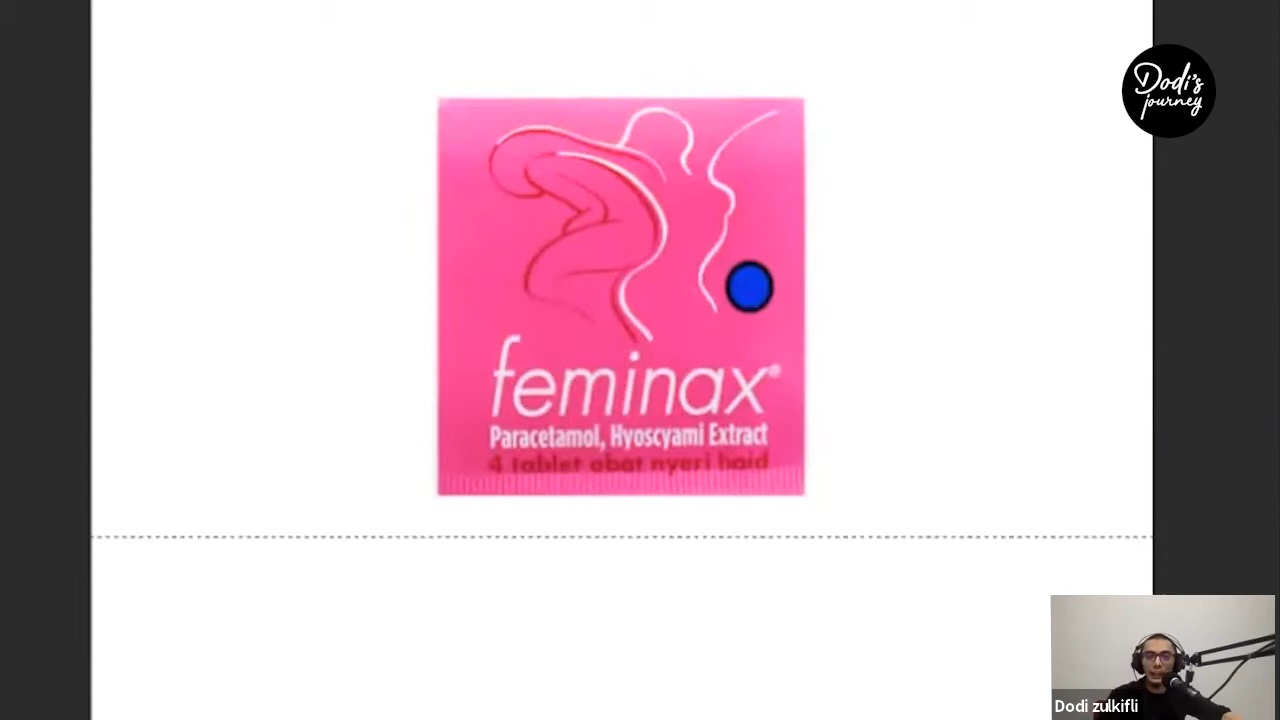 Dodi's
journey
feminax®
Paracetamol, Hyoscyami Extract
4 tablet obat nyeri haid
Dodi zulkifli